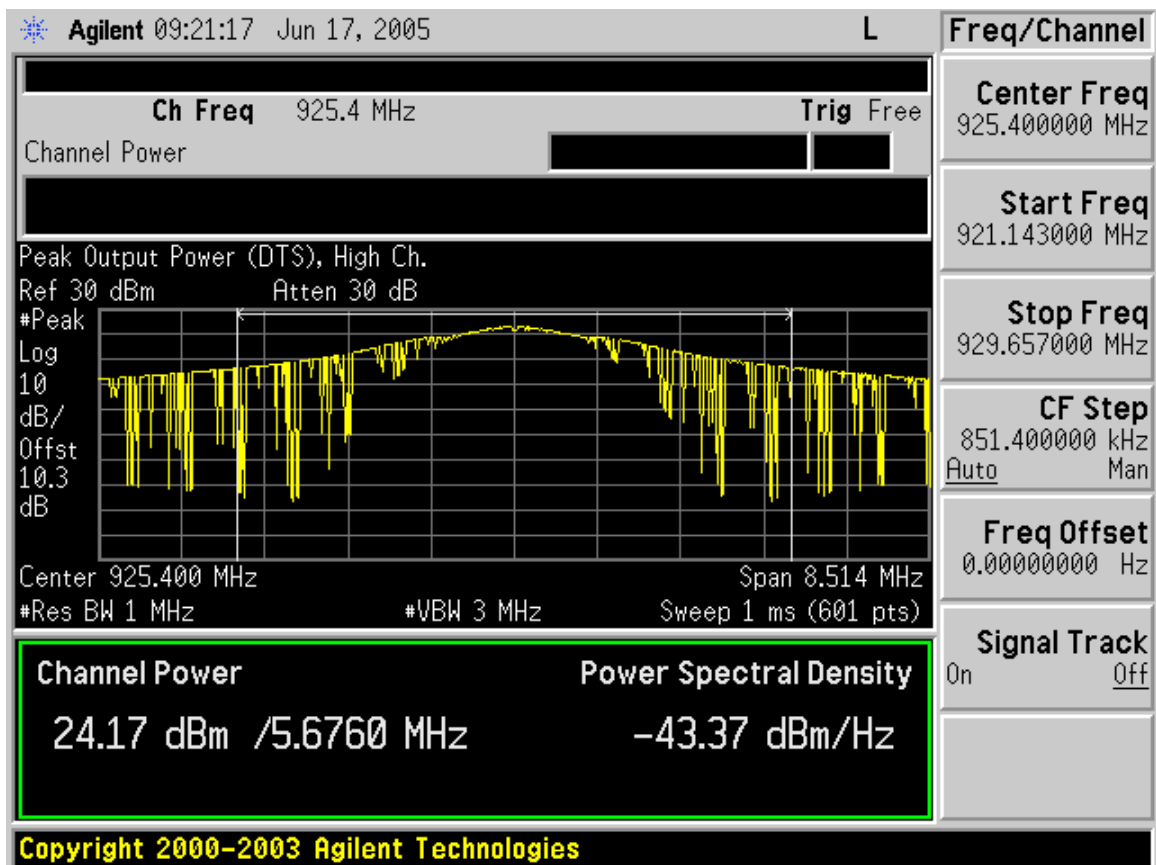 Agilent 09:21:17 Jun 17, 2005 L
Ch Freq 925.4 MHz Trig Free
Channel Power
Peak Output Power (DTS), High Ch.
Ref 30 dBm Atten 30 dB
#Peak
Log
10
dB/
Offst
10.3
dB
Center 925.400 MHz Span 8.514 MHz
#Res BW 1 MHz #VBW 3 MHz Sweep 1 ms (601 pts)
Channel Power Power Spectral Density
24.17 dBm /5.6760 MHz -43.37 dBm/Hz
Copyright 2000-2003 Agilent Technologies
Freq/Channel
Center Freq
925.400000 MHz
Start Freq
921.143000 MHz
Stop Freq
929.657000 MHz
CF Step
851.400000 kHz
Auto Man
Freq Offset
0.00000000 Hz
Signal Track
On Off